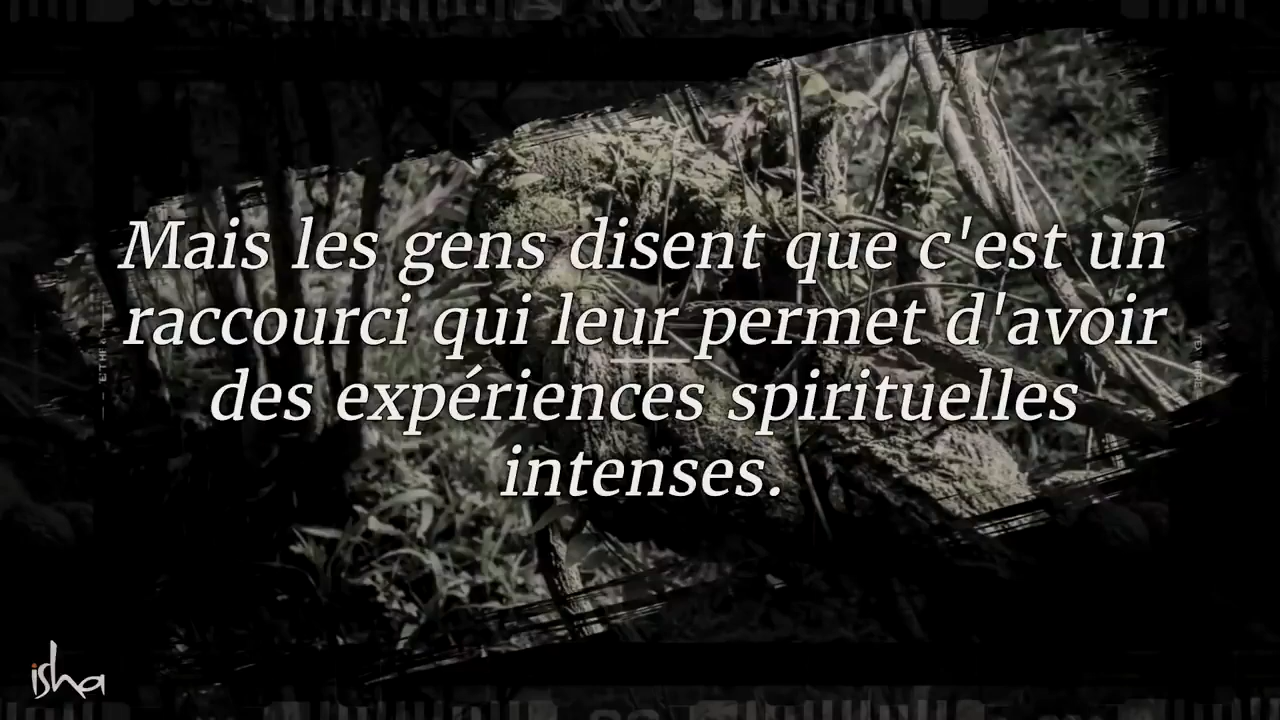 Mais les gens disent que c'est un
raccourci qui leur permet d'avoir
des expériences spirituelles
intenses.
isha